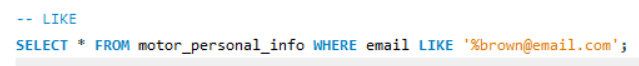 -- LIKE
SELECT * FROM motor_personal_info WHERE email LIKE '%brown@email.com';